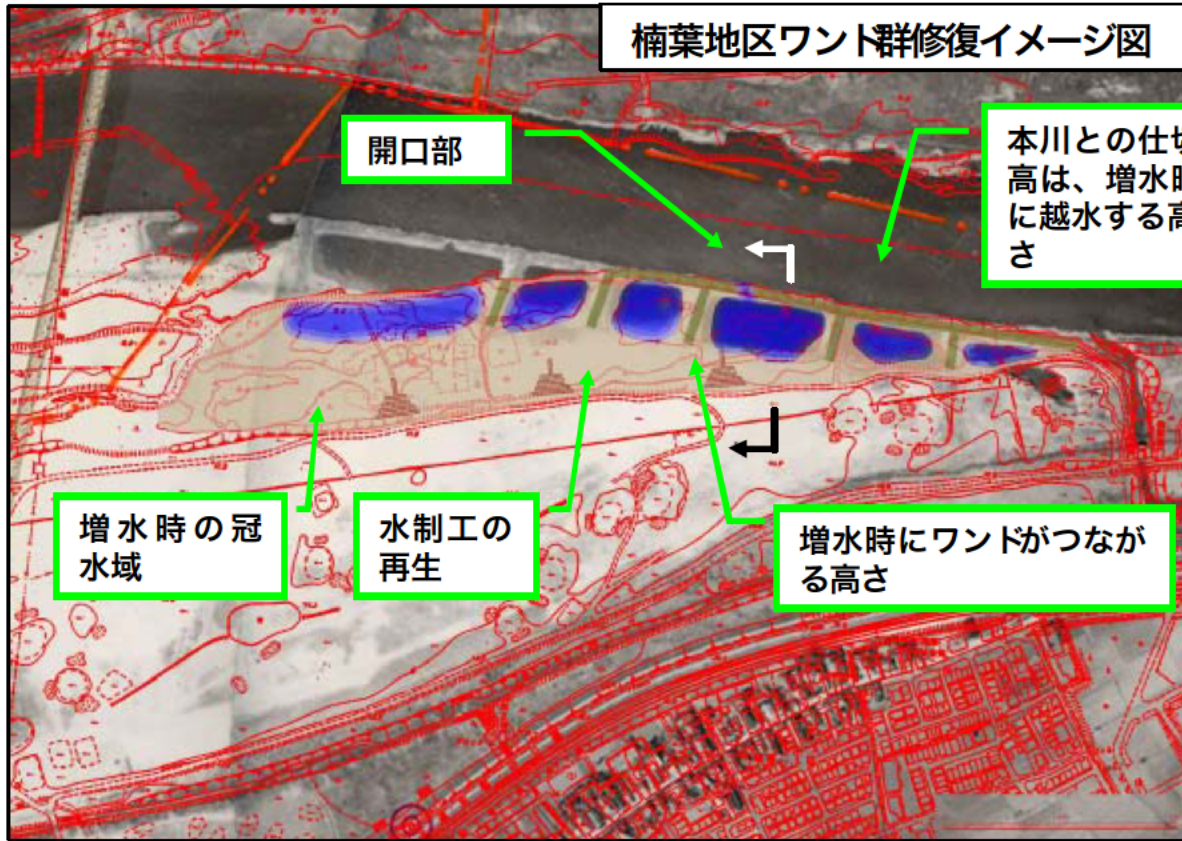 楠葉地区ワンド群修復イメージ図
開口部
本川との仕切
高は、増水時
に越水する高
さ
増水時の冠
水域
水制工の
再生
増水時にワンドがつなが
る高さ